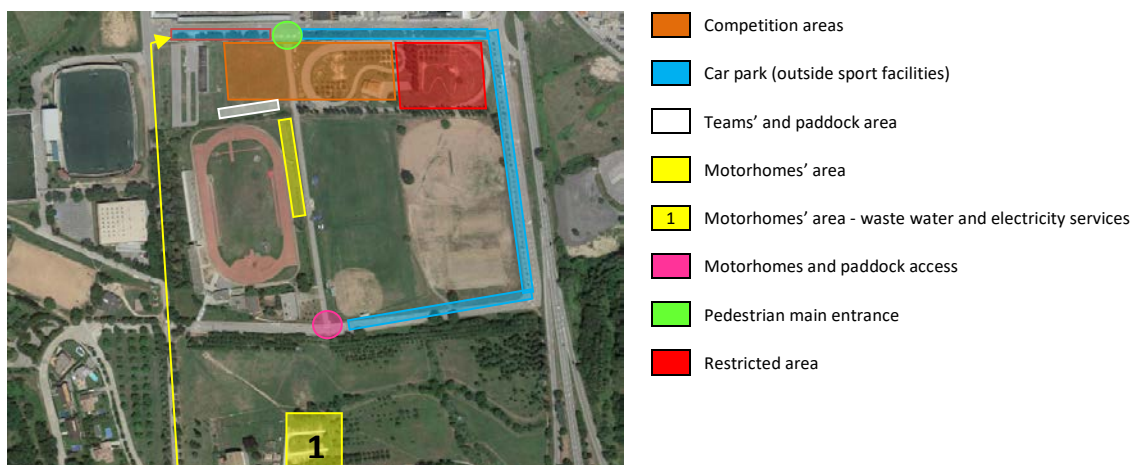 Competition areas
Car park (outside sport facilities)
Teams’ and paddock area
Motorhomes’ area
1 Motorhomes’ area - waste water and electricity services
Motorhomes and paddock access
Pedestrian main entrance
Restricted area
1